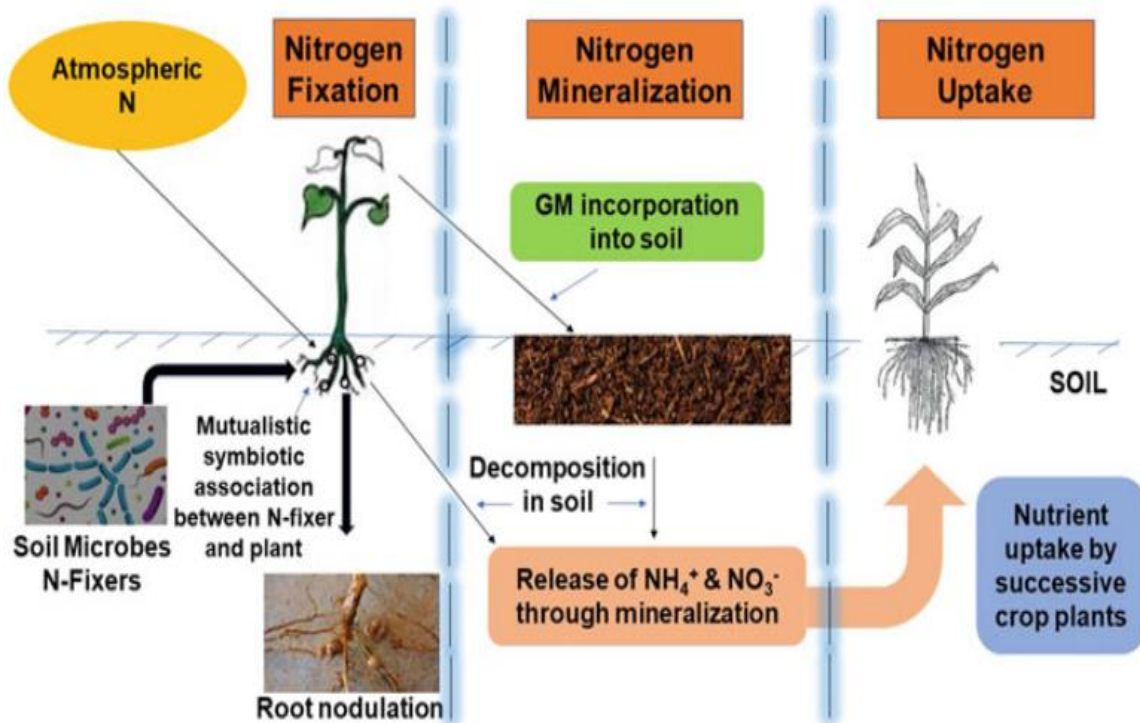 Atmospheric
N
Nitrogen
Fixation
Nitrogen
Mineralization
Nitrogen
Uptake
GM incorporation
into soil
SOIL
Soil Microbes
N-Fixers
Mutualistic
symbiotic
association
between N-fixer
and plant
Root nodulation
Decomposition
in soil
Release of NH₄⁺ & NO₃⁻
through mineralization
Nutrient
uptake by
successive
crop plants